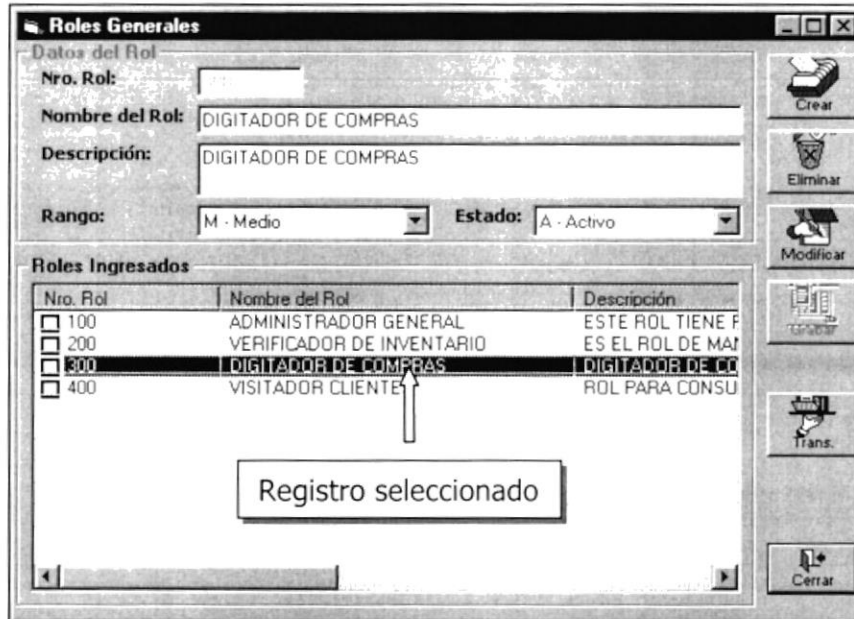 Roles Generales
Datos del Rol
Nro. Rol:
Nombre del Rol: DIGITADOR DE COMPRAS
Descripción: DIGITADOR DE COMPRAS
Rango: M - Medio Estado: A - Activo
Crear
Eliminar
Modificar
Grabar
Trans.
Cerrar
Roles Ingresados
Nro. Rol Nombre del Rol Descripción
100 ADMINISTRADOR GENERAL ESTE ROL TIENE
200 VERIFICADOR DE INVENTARIO ES EL ROL DE MAN
300 DIGITADOR DE COMPRAS DIGITADOR DE CO
400 VISITADOR CLIENTE ROL PARA CONSU
Registro seleccionado